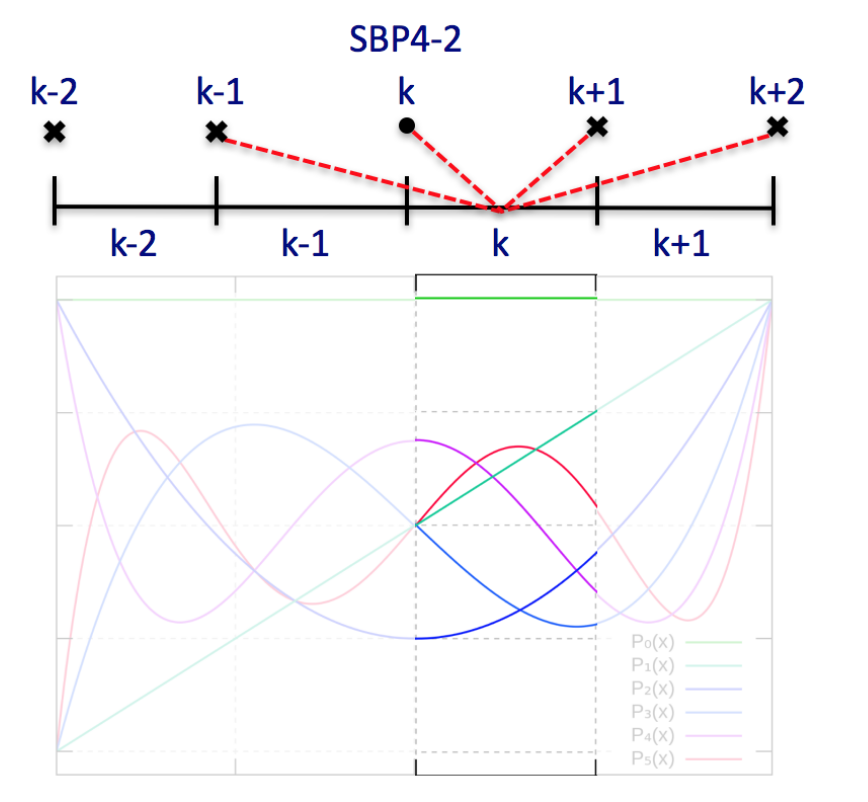 SBP4-2
k-2 k-1 k k+1 k+2
k-2 k-1 k k+1
P₀(x)
P₁(x)
P₂(x)
P₃(x)
P₄(x)
P₅(x)